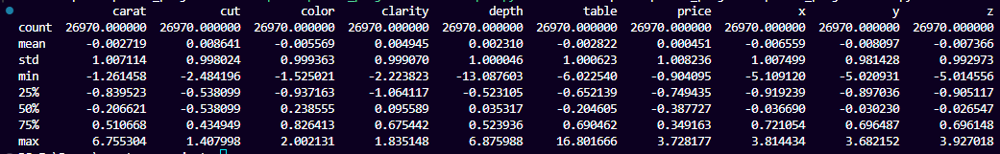 carat cut color clarity depth table price x y z
count 26970.000000 26970.000000 26970.000000 26970.000000 26970.000000 26970.000000 26970.000000 26970.000000 26970.000000 26970.000000
mean -0.002719 0.008641 -0.005569 0.004945 0.002310 -0.002822 0.000451 -0.006559 -0.008097 -0.007366
std 1.007114 0.998024 0.999363 0.999070 1.000046 1.000623 1.008236 1.007499 0.981428 0.992973
min -1.261458 -2.484196 -1.525021 -2.223823 -13.087603 -6.022540 -0.904095 -5.109120 -5.020931 -5.014556
25% -0.839523 -0.538099 -0.937163 -1.064117 -0.523105 -0.652139 -0.749435 -0.919239 -0.897036 -0.905117
50% -0.206621 -0.538099 0.238555 0.095589 0.035317 -0.204605 -0.387727 -0.036690 -0.030230 -0.026547
75% 0.510668 0.434949 0.826413 0.675442 0.523936 0.690462 0.349163 0.721054 0.696487 0.696148
max 6.755304 1.407998 2.002131 1.835148 6.875988 16.801666 3.728177 3.814434 3.682152 3.927018